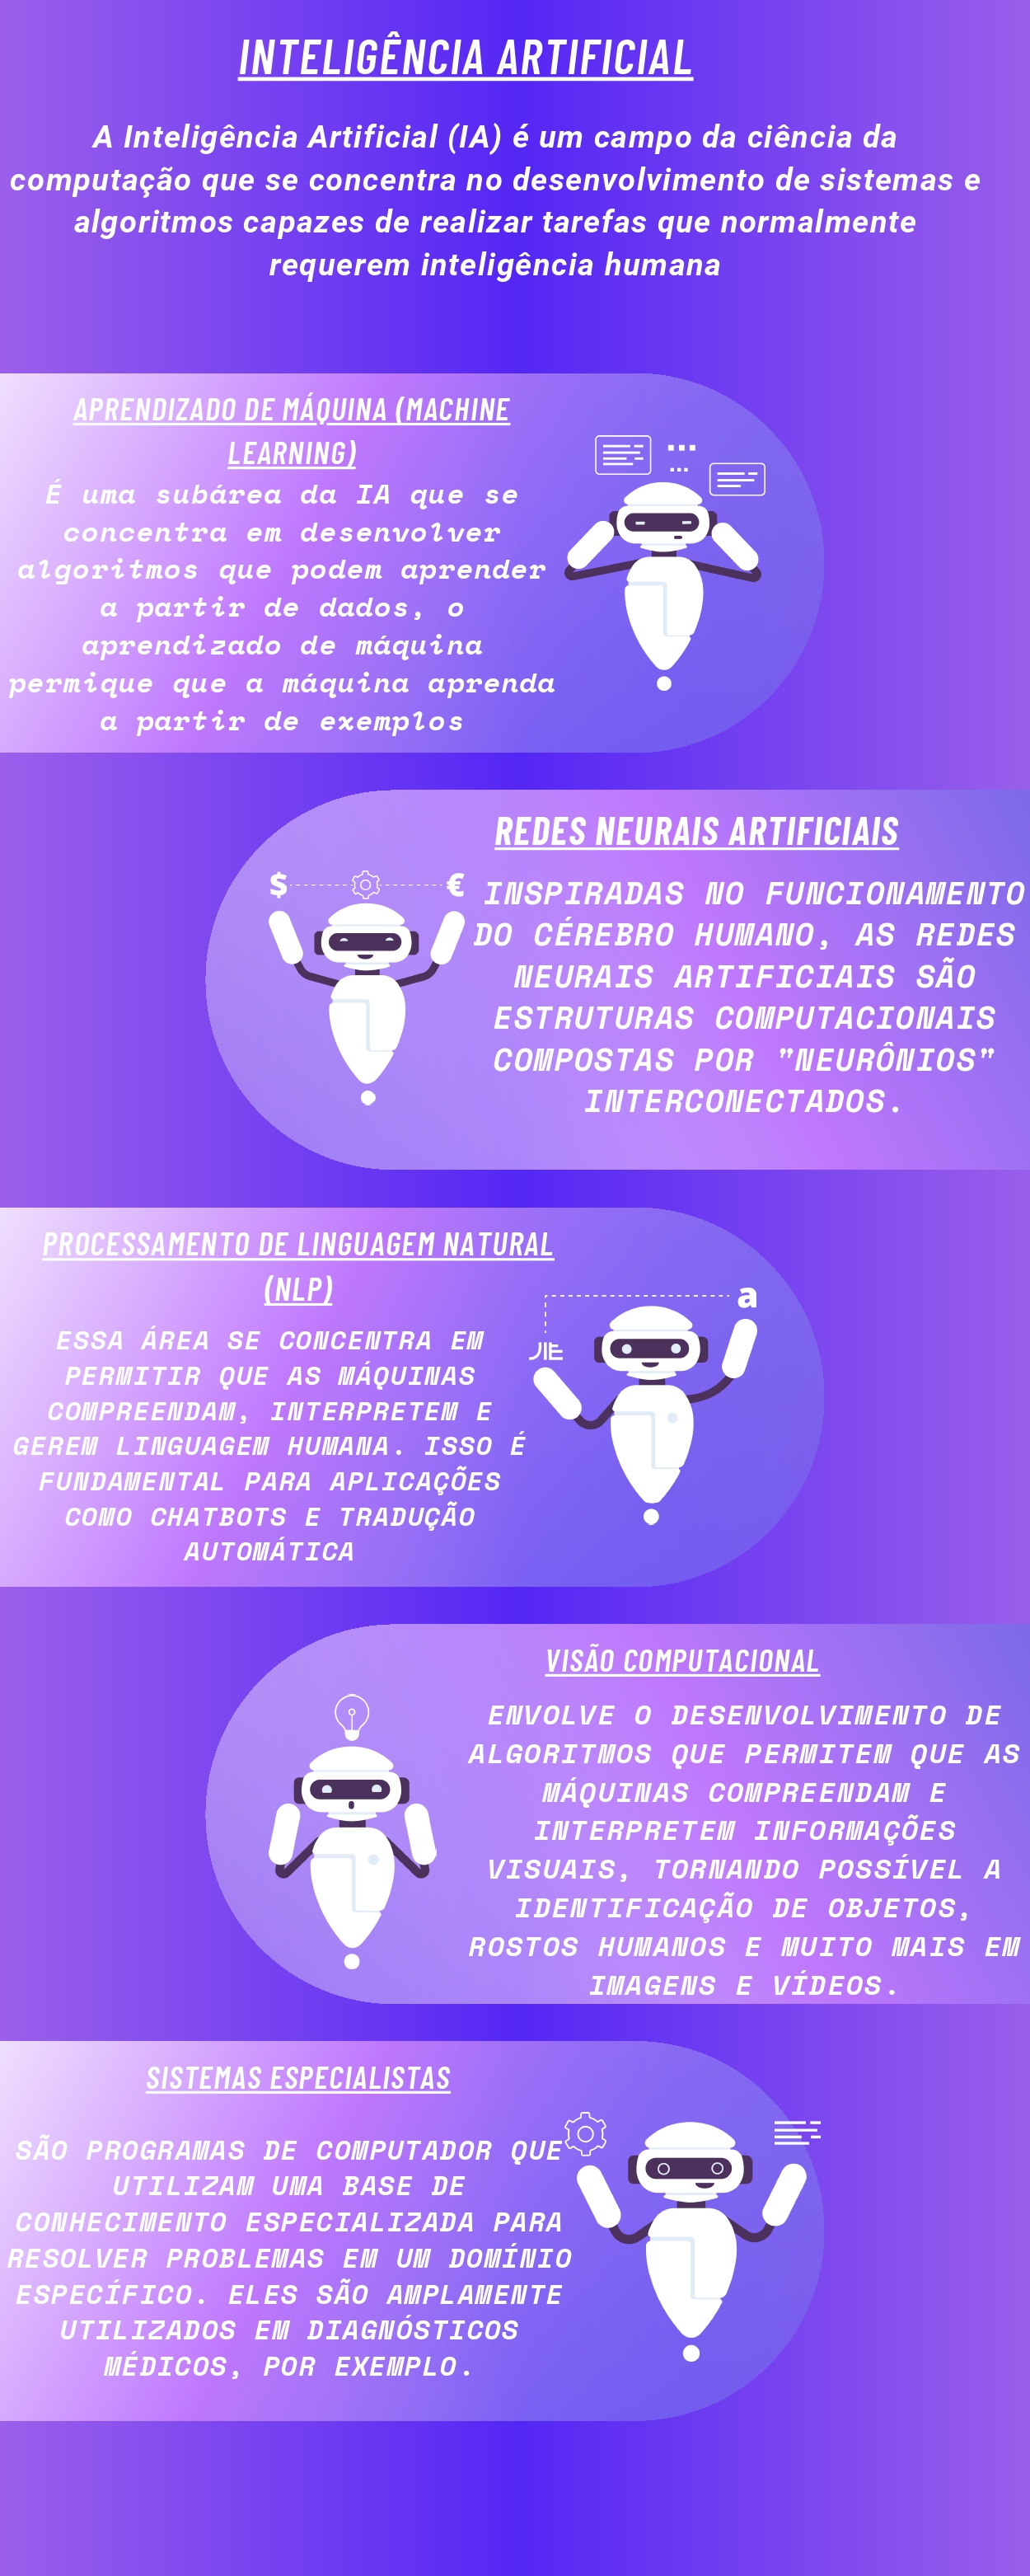 INTELIGÊNCIA ARTIFICIAL
A Inteligência Artificial (IA) é um campo da ciência da
computação que se concentra no desenvolvimento de sistemas e
algoritmos capazes de realizar tarefas que normalmente
requerem inteligência humana
APRENDIZADO DE MÁQUINA (MACHINE
LEARNING)
É uma subárea da IA que se
concentra em desenvolver
algoritmos que podem aprender
a partir de dados, o
aprendizado de máquina
permique que a máquina aprenda
a partir de exemplos
REDES NEURAIS ARTIFICIAIS
$ €
INSPIRADAS NO FUNCIONAMENTO
DO CÉREBRO HUMANO, AS REDES
NEURAIS ARTIFICIAIS SÃO
ESTRUTURAS COMPUTACIONAIS
COMPOSTAS POR "NEURÔNIOS"
INTERCONECTADOS.
PROCESSAMENTO DE LINGUAGEM NATURAL
(NLP)
a
ESSA ÁREA SE CONCENTRA EM
PERMITIR QUE AS MÁQUINAS
COMPREENDAM, INTERPRETEM E
GEREM LINGUAGEM HUMANA. ISSO É
FUNDAMENTAL PARA APLICAÇÕES
COMO CHATBOTS E TRADUÇÃO
AUTOMÁTICA
VISÃO COMPUTACIONAL
ENVOLVE O DESENVOLVIMENTO DE
ALGORITMOS QUE PERMITEM QUE AS
MÁQUINAS COMPREENDAM E
INTERPRETEM INFORMAÇÕES
VISUAIS, TORNANDO POSSÍVEL A
IDENTIFICAÇÃO DE OBJETOS,
ROSTOS HUMANOS E MUITO MAIS EM
IMAGENS E VÍDEOS.
SISTEMAS ESPECIALISTAS
SÃO PROGRAMAS DE COMPUTADOR QUE
UTILIZAM UMA BASE DE
CONHECIMENTO ESPECIALIZADA PARA
RESOLVER PROBLEMAS EM UM DOMÍNIO
ESPECÍFICO. ELES SÃO AMPLAMENTE
UTILIZADOS EM DIAGNÓSTICOS
MÉDICOS, POR EXEMPLO.